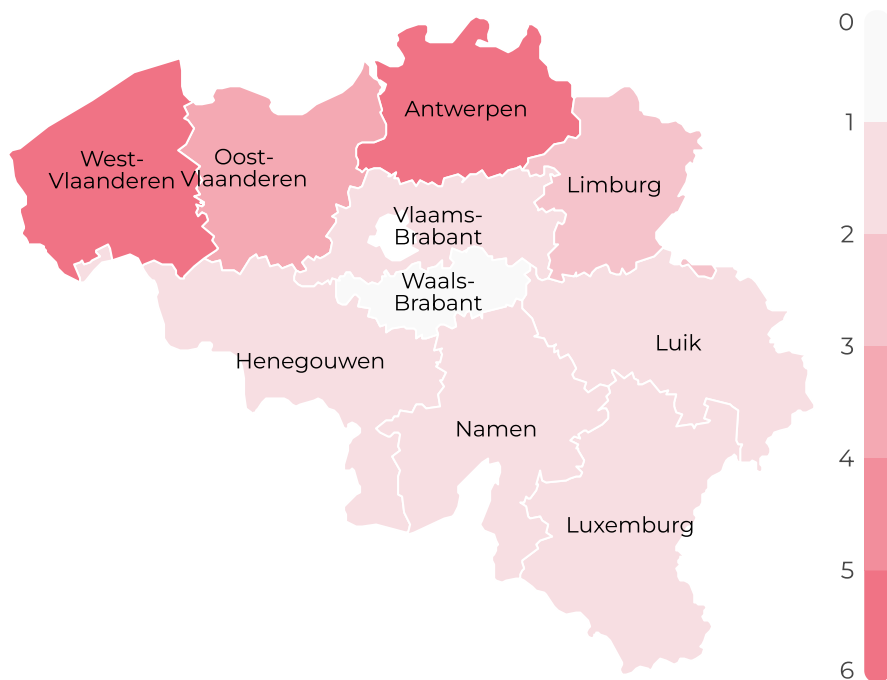 0
Antwerpen
1
West-
Vlaanderen
Oost-
Vlaanderen
Limburg
Vlaams-
Brabant
2
Waals-
Brabant
3
Luik
Henegouwen
Namen
4
Luxemburg
5
6